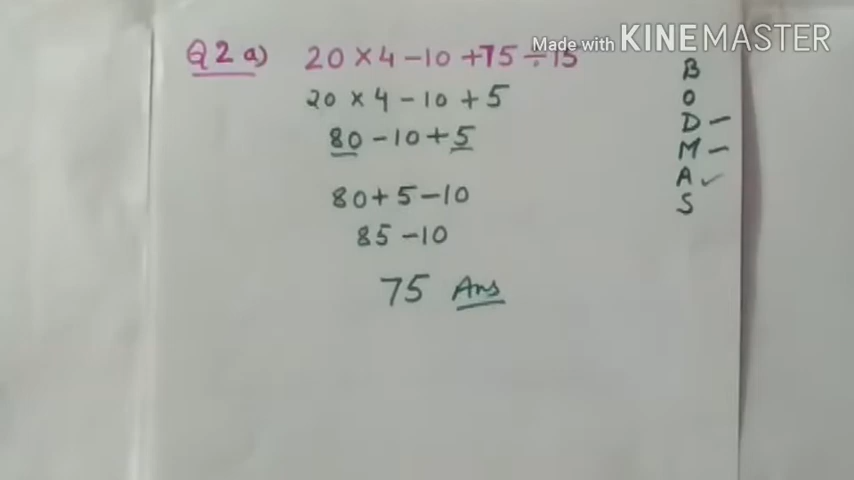 Made with KINEMASTER
Q2 a) 20 × 4 - 10 + 75 ÷ 15
20 × 4 - 10 + 5
80 - 10 + 5
80 + 5 - 10
85 - 10
75 Ans
B
O
D -
M -
A ✓
S